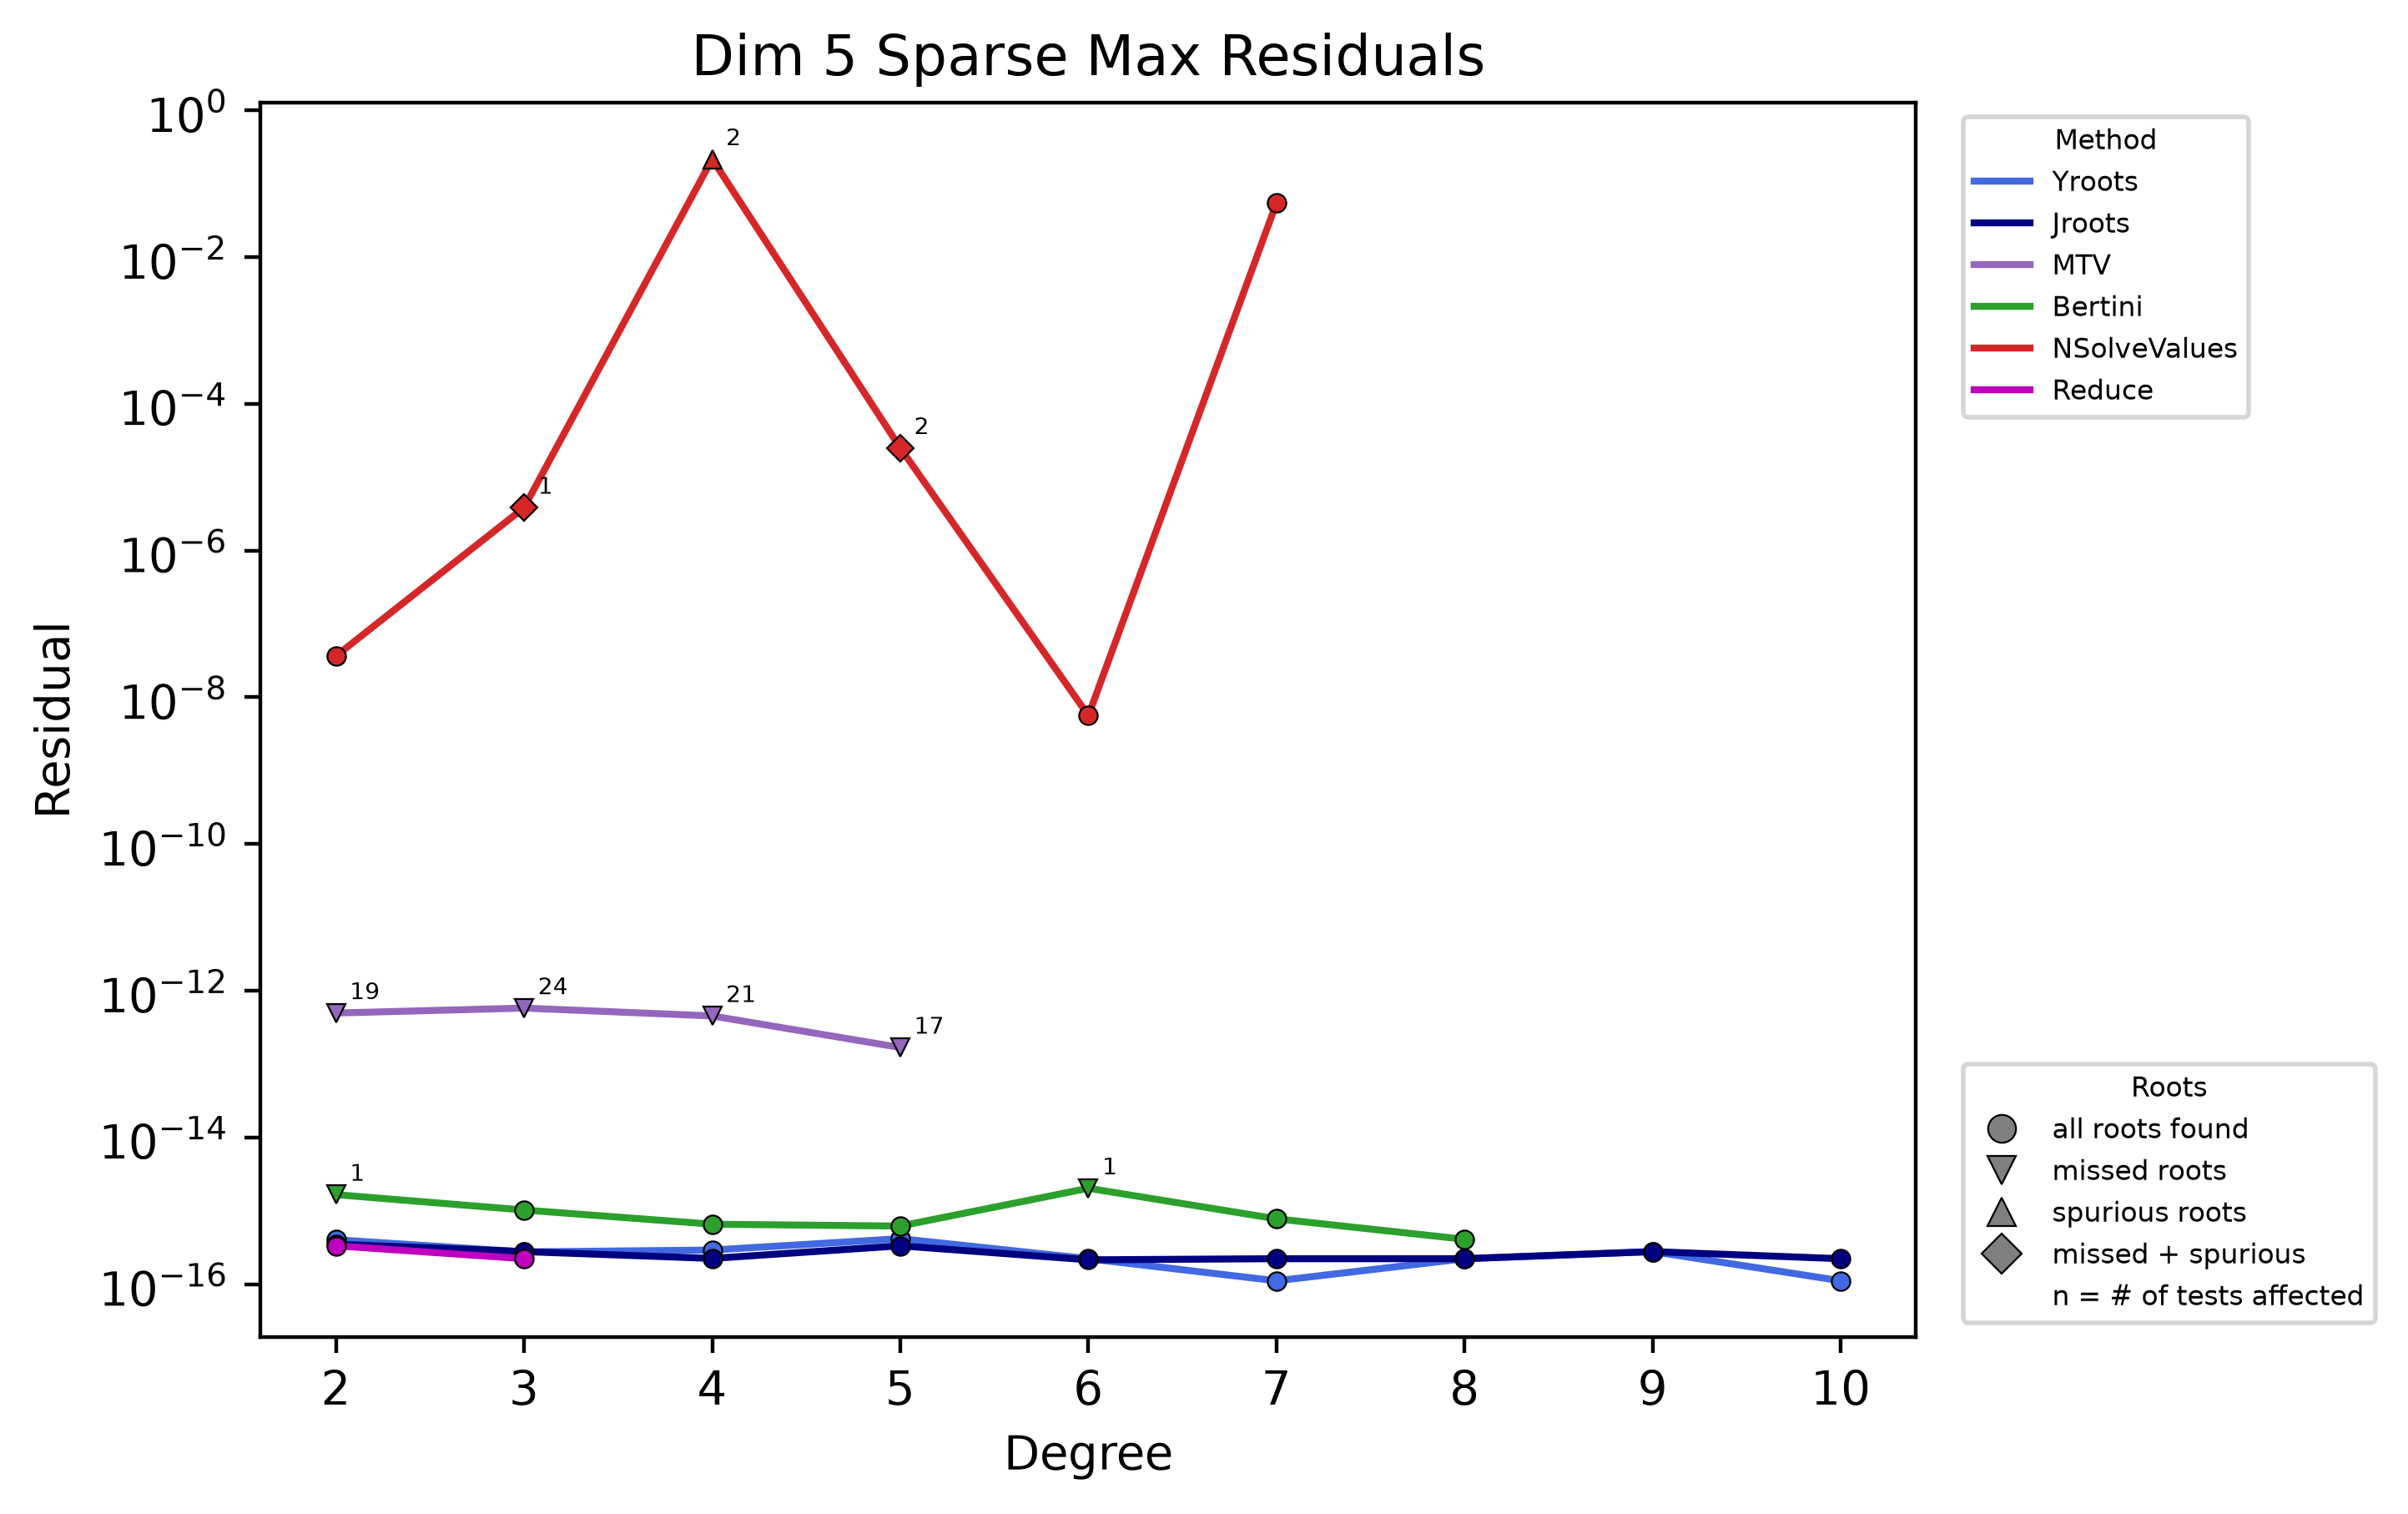 Dim 5 Sparse Max Residuals
Residual
10^0
10^−2
10^−4
10^−6
10^−8
10^−10
10^−12
10^−14
10^−16
2
1
2
19
24
21
17
1
1
2 3 4 5 6 7 8 9 10
Degree
Method
Yroots
Jroots
MTV
Bertini
NSolveValues
Reduce
Roots
all roots found
missed roots
spurious roots
missed + spurious
n = # of tests affected